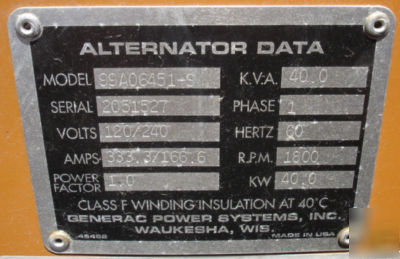 ALTERNATOR DATA
MODEL 99A06451-S K.V.A. 40.0
SERIAL 2051527 PHASE 1
VOLTS 120/240 HERTZ 60
AMPS 333.3/166.6 R.P.M. 1800
POWER FACTOR 1.0 KW 40.0
CLASS F WINDING INSULATION AT 40°C
GENERAC POWER SYSTEMS, INC.
WAUKESHA, WIS.
MADE IN USA